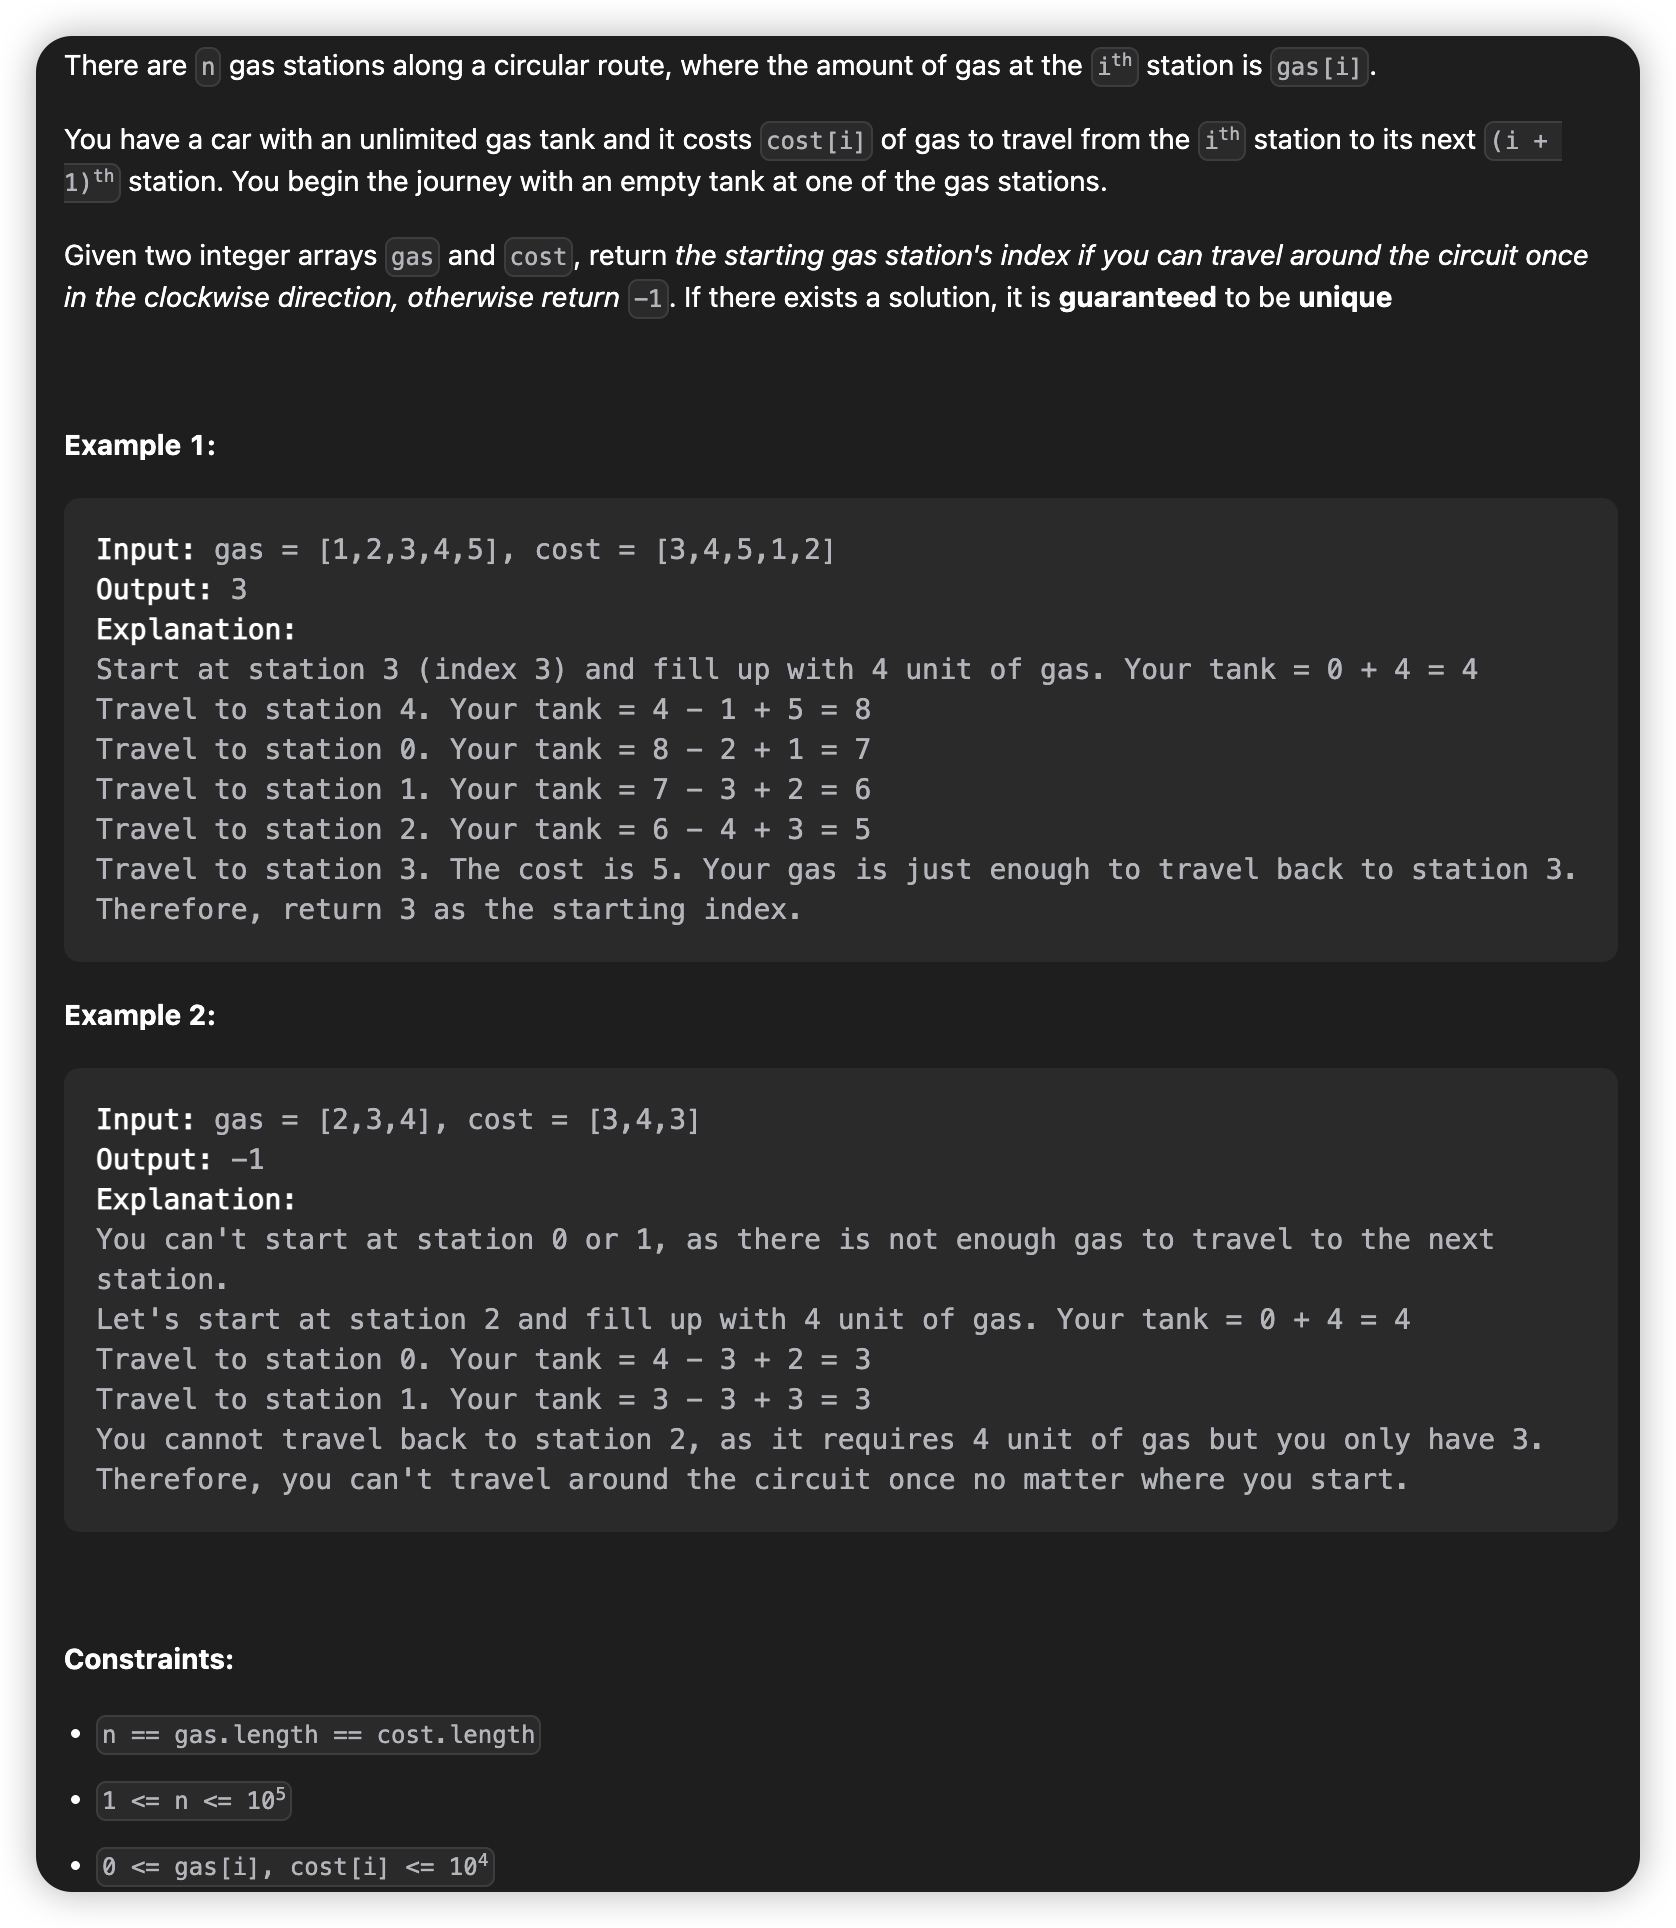 There are n gas stations along a circular route, where the amount of gas at the iᵗʰ station is gas[i].
You have a car with an unlimited gas tank and it costs cost[i] of gas to travel from the iᵗʰ station to its next (i +
1)ᵗʰ station. You begin the journey with an empty tank at one of the gas stations.
Given two integer arrays gas and cost, return the starting gas station's index if you can travel around the circuit once
in the clockwise direction, otherwise return -1. If there exists a solution, it is guaranteed to be unique
Example 1:
Input: gas = [1,2,3,4,5], cost = [3,4,5,1,2]
Output: 3
Explanation:
Start at station 3 (index 3) and fill up with 4 unit of gas. Your tank = 0 + 4 = 4
Travel to station 4. Your tank = 4 - 1 + 5 = 8
Travel to station 0. Your tank = 8 - 2 + 1 = 7
Travel to station 1. Your tank = 7 - 3 + 2 = 6
Travel to station 2. Your tank = 6 - 4 + 3 = 5
Travel to station 3. The cost is 5. Your gas is just enough to travel back to station 3.
Therefore, return 3 as the starting index.
Example 2:
Input: gas = [2,3,4], cost = [3,4,3]
Output: -1
Explanation:
You can't start at station 0 or 1, as there is not enough gas to travel to the next
station.
Let's start at station 2 and fill up with 4 unit of gas. Your tank = 0 + 4 = 4
Travel to station 0. Your tank = 4 - 3 + 2 = 3
Travel to station 1. Your tank = 3 - 3 + 3 = 3
You cannot travel back to station 2, as it requires 4 unit of gas but you only have 3.
Therefore, you can't travel around the circuit once no matter where you start.
Constraints:
• n == gas.length == cost.length
• 1 <= n <= 10⁵
• 0 <= gas[i], cost[i] <= 10⁴